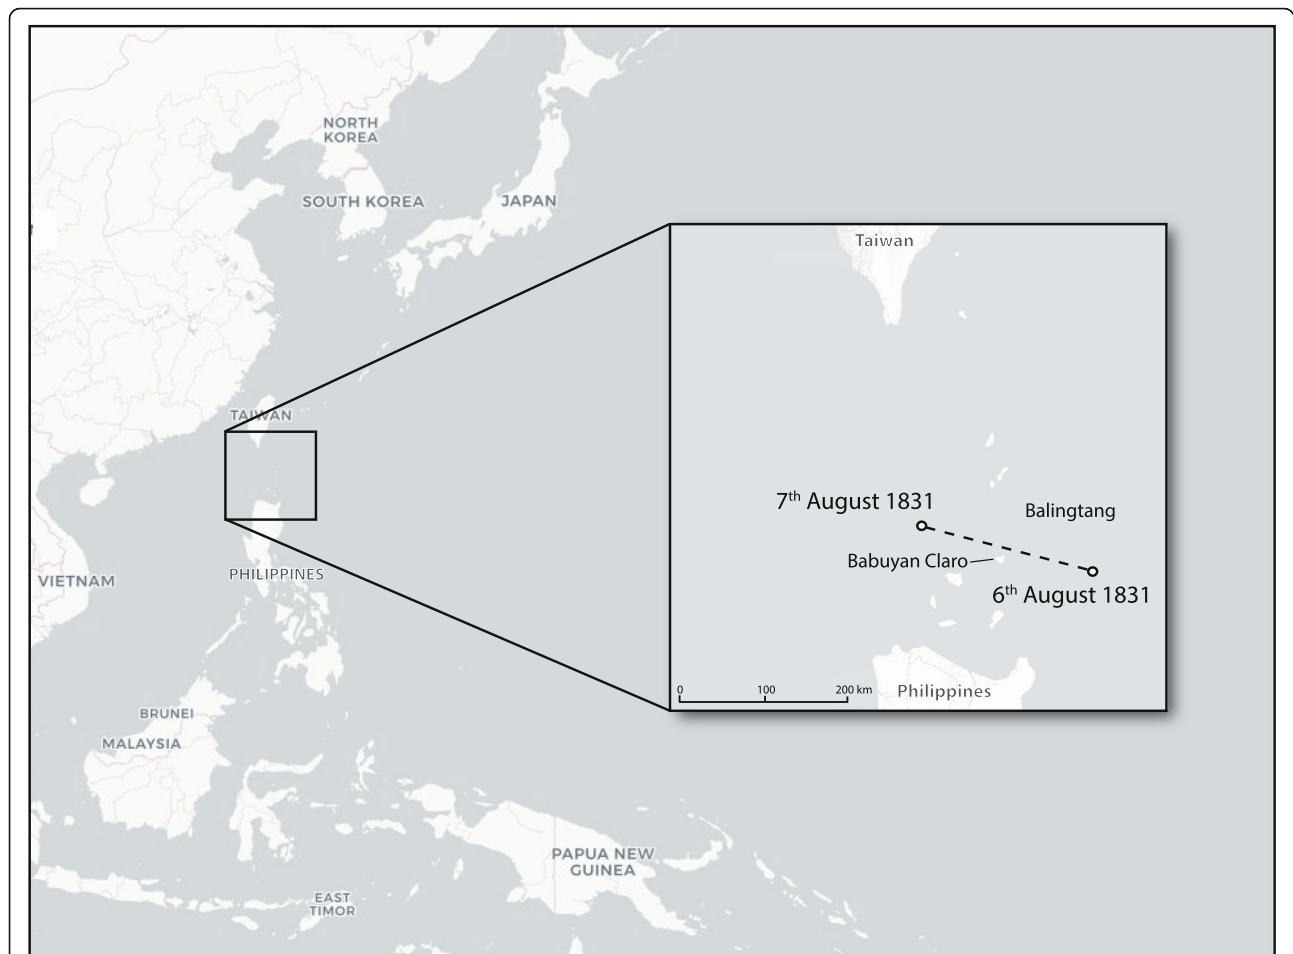 NORTH
KOREA
SOUTH KOREA
JAPAN
TAIWAN
VIETNAM
PHILIPPINES
BRUNEI
MALAYSIA
PAPUA NEW
GUINEA
EAST
TIMOR
Taiwan
7th August 1831
Balingtang
Babuyan Claro
6th August 1831
0 100 200 km
Philippines